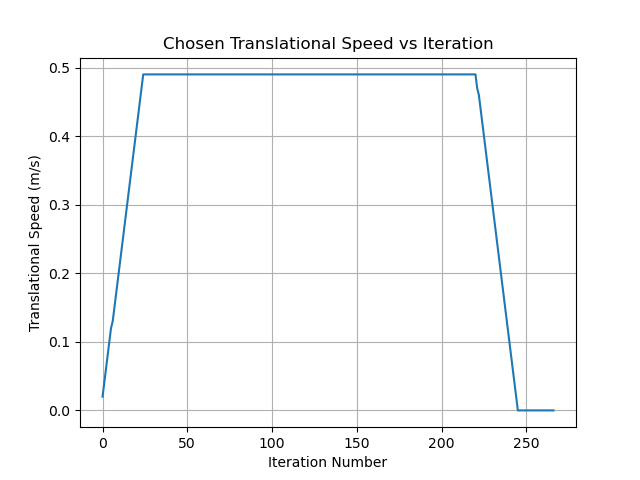 Chosen Translational Speed vs Iteration
Translational Speed (m/s)
0.5
0.4
0.3
0.2
0.1
0.0
0 50 100 150 200 250
Iteration Number